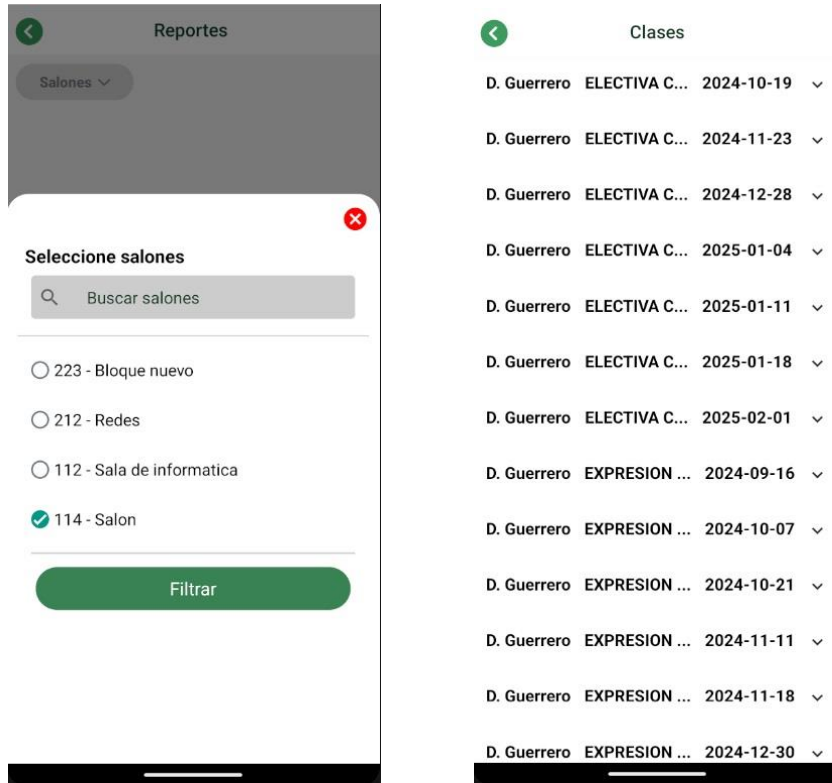 Reportes
Salones
Seleccione salones
Buscar salones
223 - Bloque nuevo
212 - Redes
112 - Sala de informatica
114 - Salon
Filtrar
Clases
D. Guerrero ELECTIVA C... 2024-10-19
D. Guerrero ELECTIVA C... 2024-11-23
D. Guerrero ELECTIVA C... 2024-12-28
D. Guerrero ELECTIVA C... 2025-01-04
D. Guerrero ELECTIVA C... 2025-01-11
D. Guerrero ELECTIVA C... 2025-01-18
D. Guerrero ELECTIVA C... 2025-02-01
D. Guerrero EXPRESION ... 2024-09-16
D. Guerrero EXPRESION ... 2024-10-07
D. Guerrero EXPRESION ... 2024-10-21
D. Guerrero EXPRESION ... 2024-11-11
D. Guerrero EXPRESION ... 2024-11-18
D. Guerrero EXPRESION ... 2024-12-30